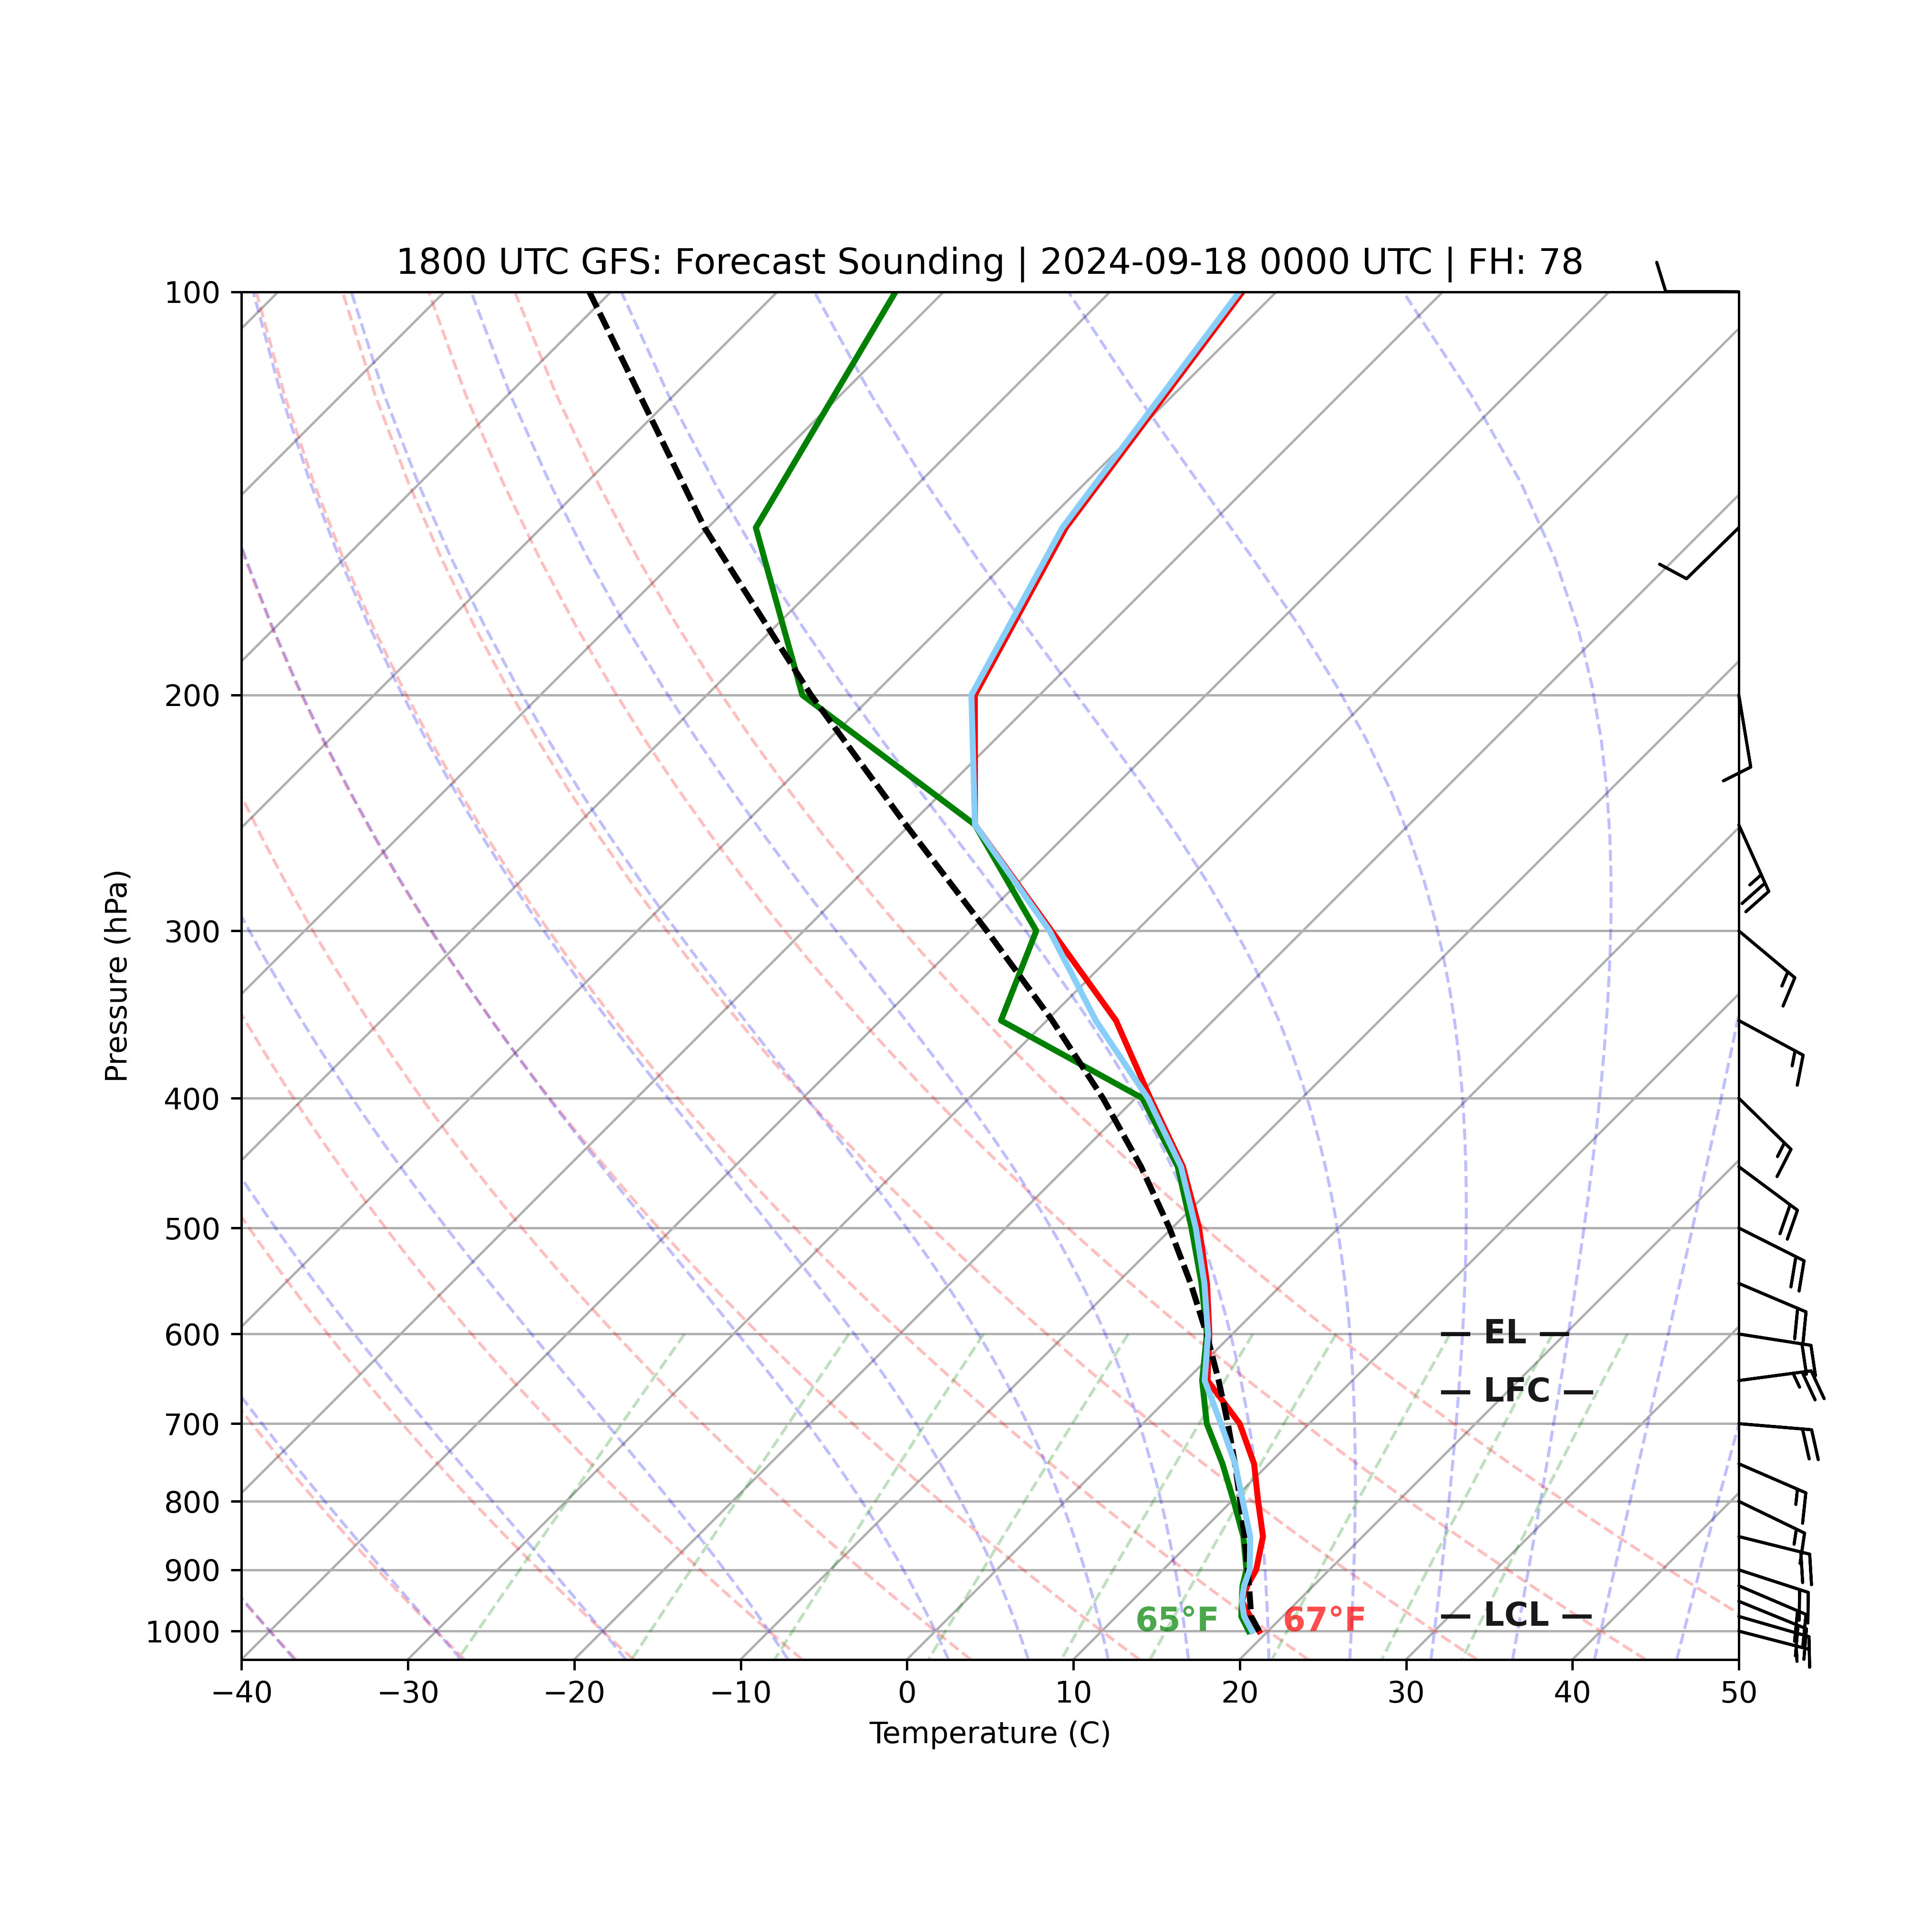 1800 UTC GFS: Forecast Sounding | 2024-09-18 0000 UTC | FH: 78
100
200
300
400
500
600
700
800
900
1000
Pressure (hPa)
— EL —
— LFC —
— LCL —
65°F
67°F
−40
−30
−20
−10
0
10
20
30
40
50
Temperature (C)